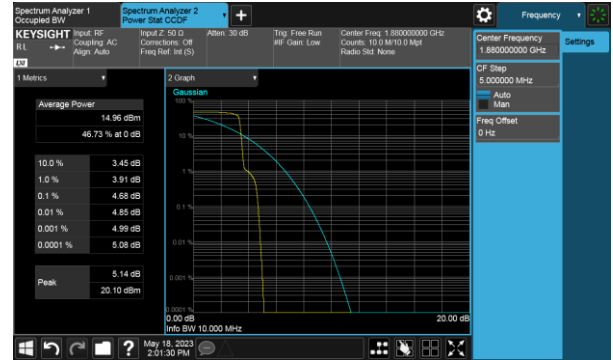 Spectrum Analyzer 1
Occupied BW
Spectrum Analyzer 2
Power Stat CCDF
Frequency
KEYSIGHT
RL
Input: RF
Coupling: AC
Align: Auto
Input Z: 50 Ω
Corrections: Off
Freq Ref: Int (S)
Atten: 30 dB
Trig: Free Run
#IF Gain: Low
Center Freq: 1.880000000 GHz
Counts: 10.0 M/10.0 Mpt
Radio Std: None
LXI
1 Metrics
Average Power
14.96 dBm
46.73 % at 0 dB
10.0 % 3.45 dB
1.0 % 3.91 dB
0.1 % 4.68 dB
0.01 % 4.85 dB
0.001 % 4.99 dB
0.0001 % 5.08 dB
Peak
5.14 dB
20.10 dBm
2 Graph
Gaussian
100 %
10 %
1 %
0.1 %
0.01 %
0.001 %
0.0001 %
0.00 dB
20.00 dB
Info BW 10.000 MHz
Center Frequency
1.880000000 GHz
CF Step
5.000000 MHz
Auto
Man
Freq Offset
0 Hz
Settings
May 18, 2023
2:01:30 PM